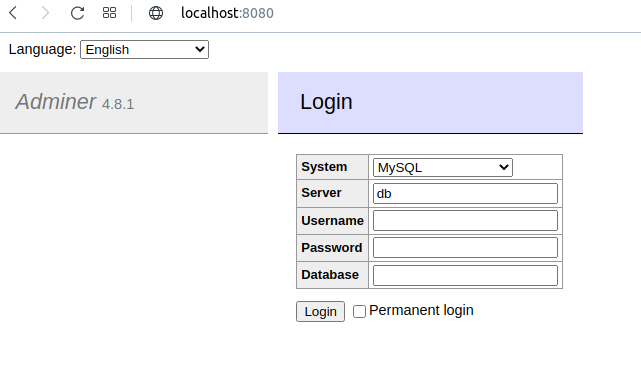 localhost:8080
Language: English
Adminer 4.8.1
Login
System MySQL
Server db
Username
Password
Database
Login Permanent login